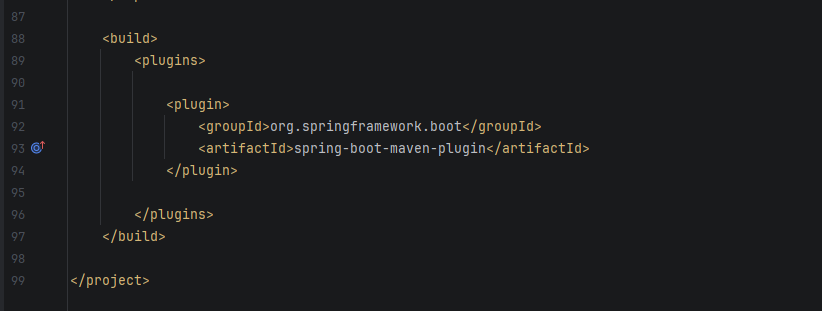 87
88 <build>
89 <plugins>
90
91 <plugin>
92 <groupId>org.springframework.boot</groupId>
93 <artifactId>spring-boot-maven-plugin</artifactId>
94 </plugin>
95
96 </plugins>
97 </build>
98
99 </project>